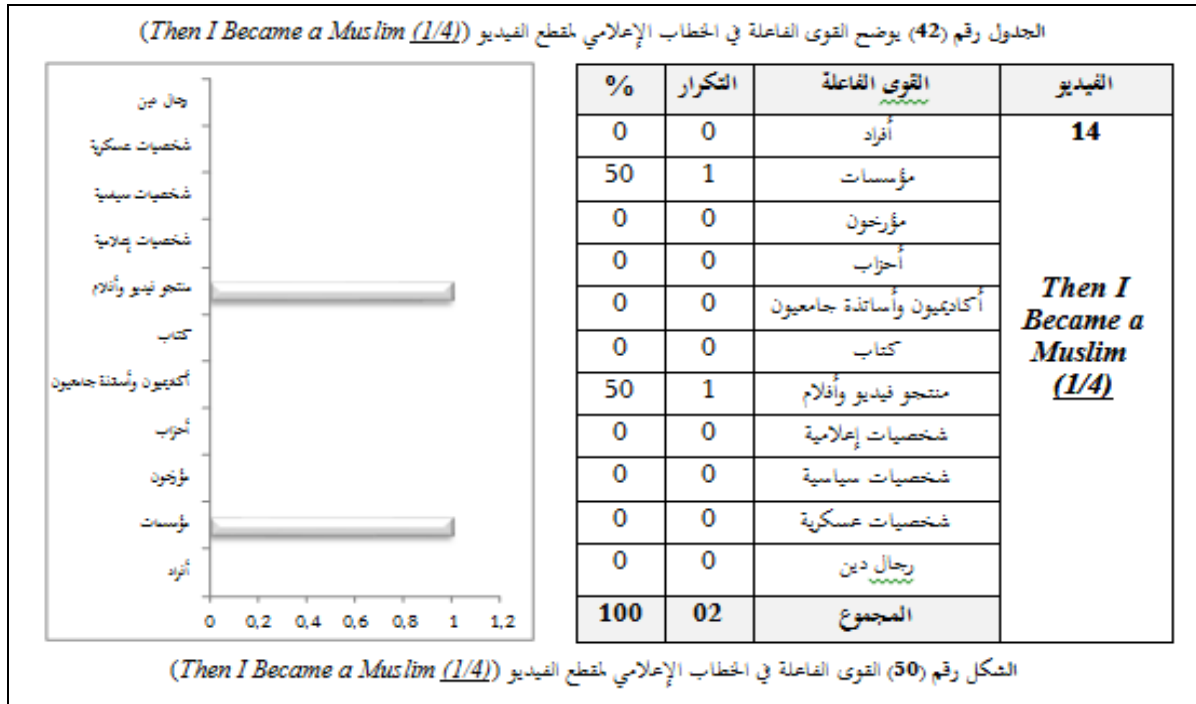 الجدول رقم (42) يوضح القوى الفاعلة في الخطاب الإعلامي لمقطع الفيديو (Then I Became a Muslim (1/4))
الفيديو القوى الفاعلة التكرار %
14 أفراد 0 0
مؤسسات 1 50
مؤرخون 0 0
أحزاب 0 0
Then I Became a Muslim (1/4)
أكاديميون وأساتذة جامعيون 0 0
كتاب 0 0
منتجو فيديو وأفلام 1 50
شخصيات إعلامية 0 0
شخصيات سياسية 0 0
شخصيات عسكرية 0 0
رجال دين 0 0
المجموع 02 100
رجال دين
شخصيات عسكرية
شخصيات سياسية
شخصيات إعلامية
منتجو فيديو وأفلام
كتاب
أكاديميون وأساتذة جامعيون
أحزاب
مؤرخون
مؤسسات
أفراد
0 0,2 0,4 0,6 0,8 1 1,2
الشكل رقم (50) القوى الفاعلة في الخطاب الإعلامي لمقطع الفيديو (Then I Became a Muslim (1/4))